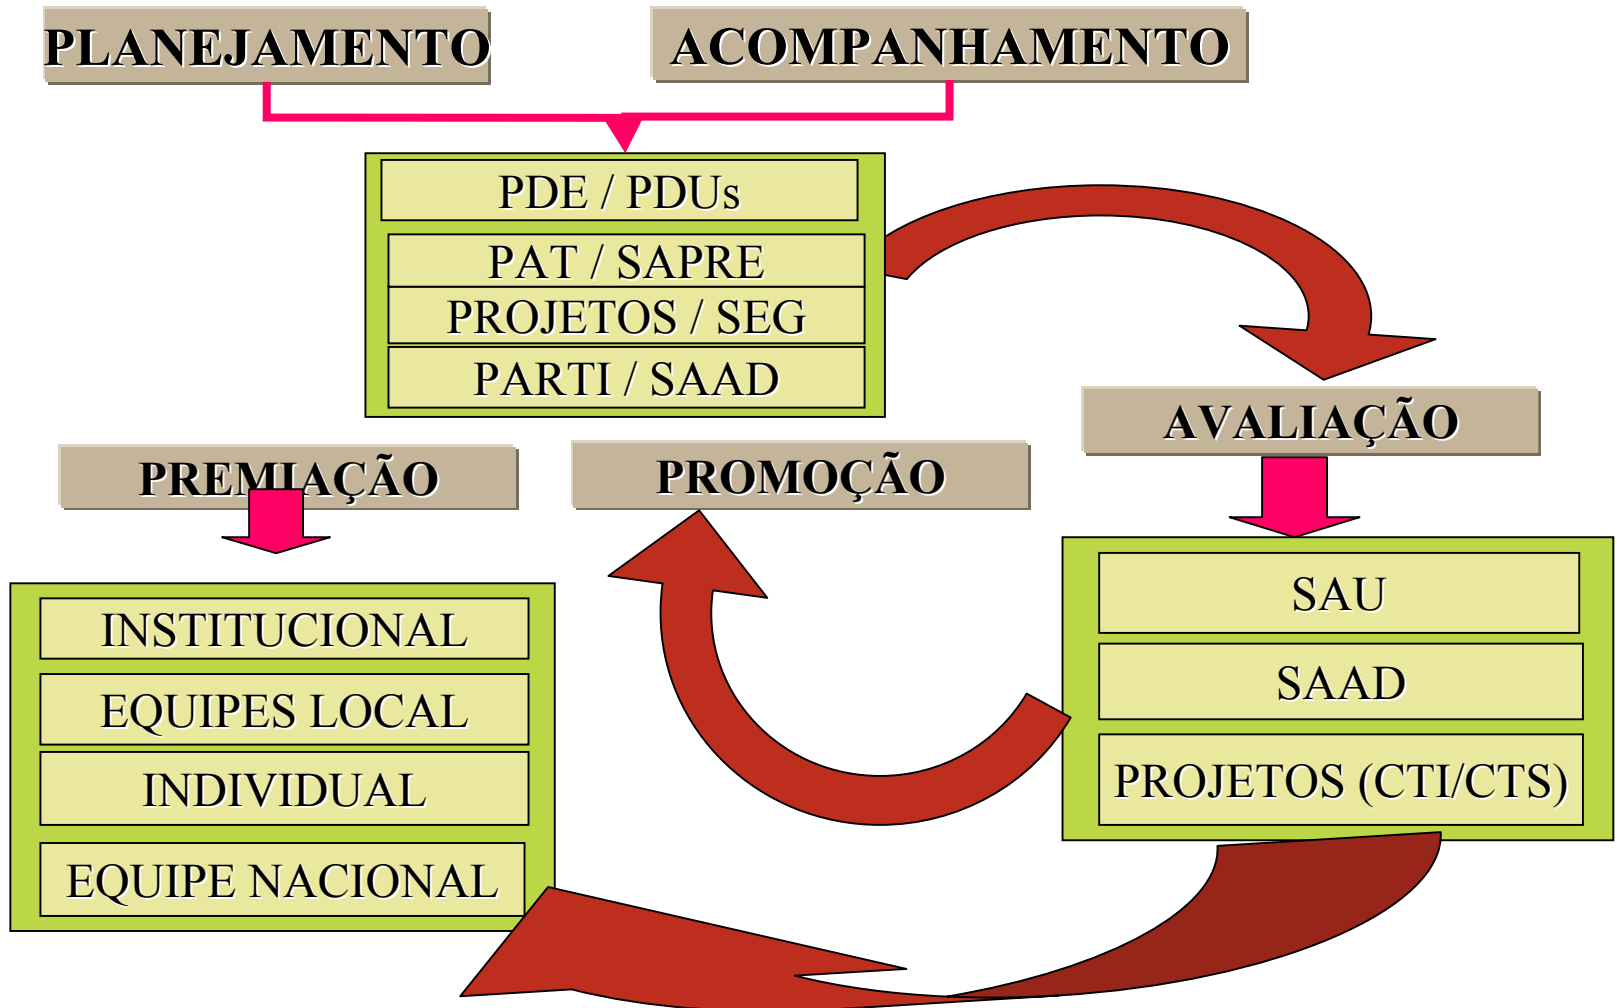 PLANEJAMENTO
ACOMPANHAMENTO
PDE / PDUs
PAT / SAPRE
PROJETOS / SEG
PARTI / SAAD
AVALIAÇÃO
PREMIAÇÃO
PROMOÇÃO
INSTITUCIONAL
EQUIPES LOCAL
INDIVIDUAL
EQUIPE NACIONAL
SAU
SAAD
PROJETOS (CTI/CTS)